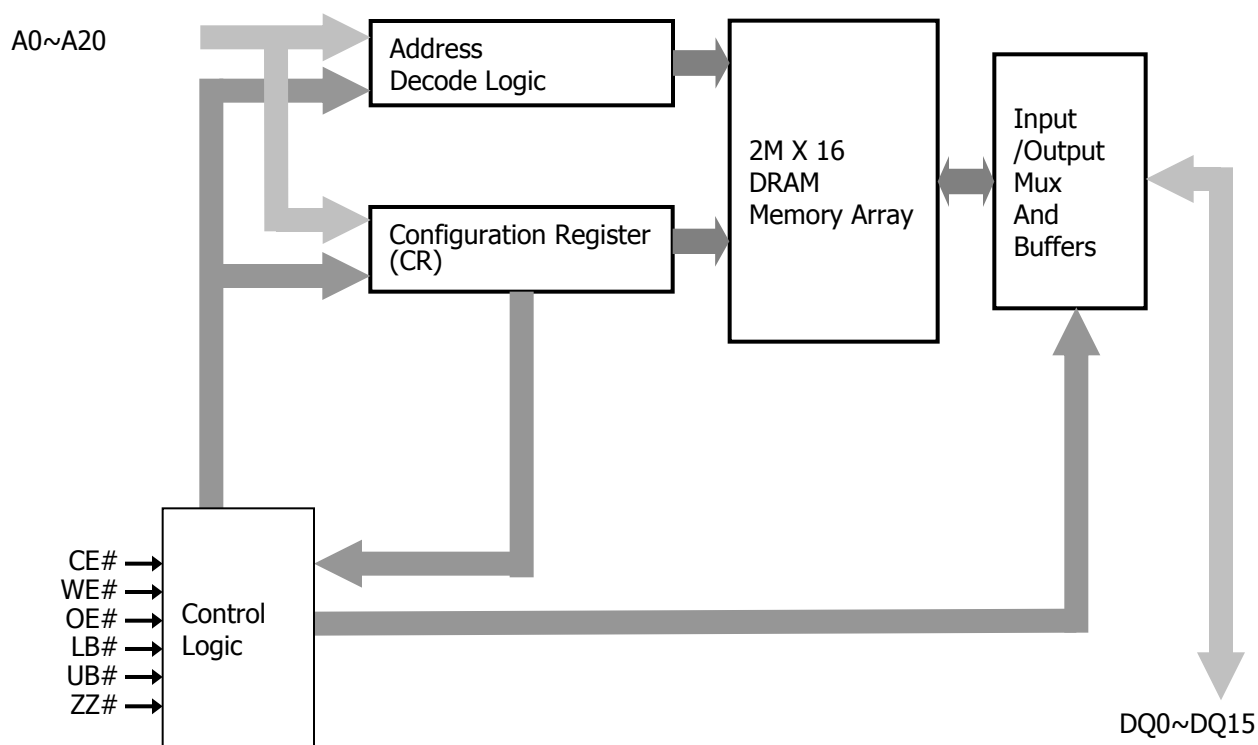 A0~A20
Address
Decode Logic
Configuration Register
(CR)
2M X 16
DRAM
Memory Array
Input
/Output
Mux
And
Buffers
CE#
WE#
OE#
LB#
UB#
ZZ#
Control
Logic
DQ0~DQ15